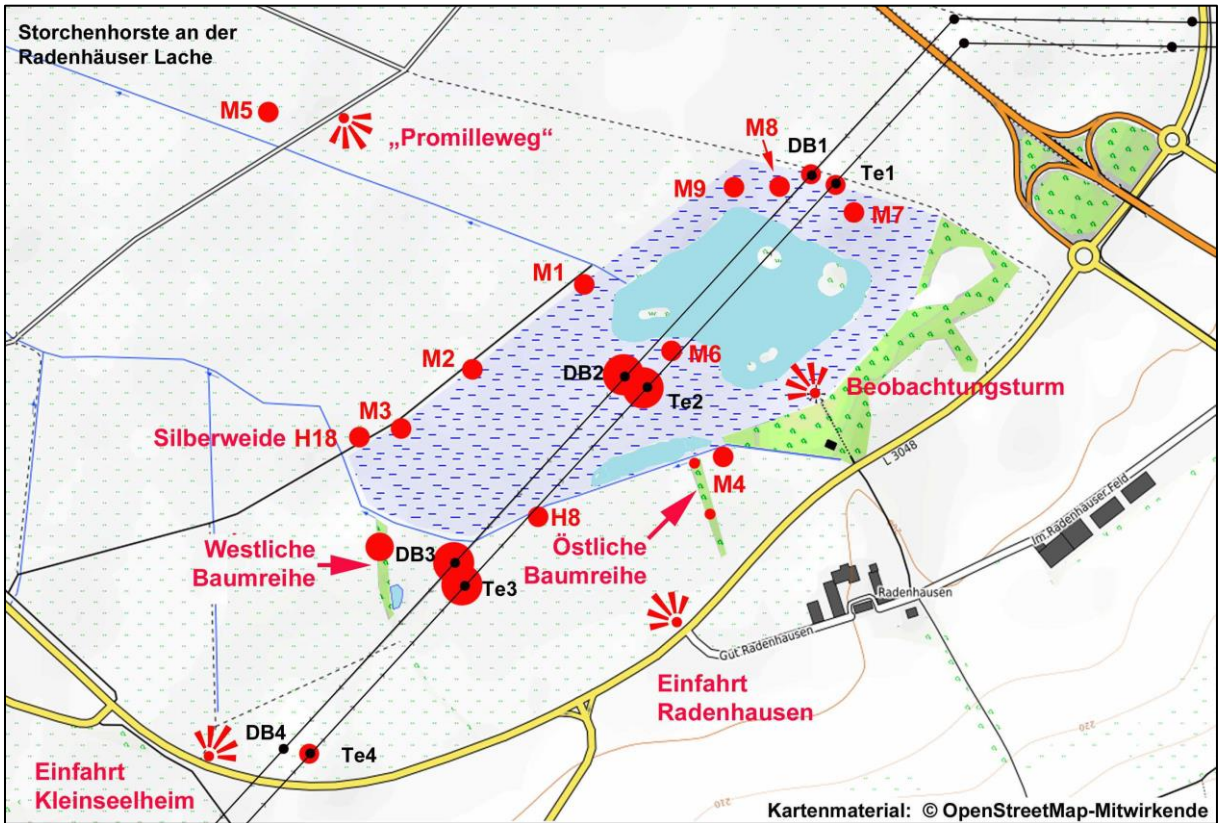 Storchenhorste an der
Radenhäuser Lache
M5
„Promilleweg“
M8
DB1
Te1
M9
M7
M1
M2
M6
DB2
Te2
Beobachtungsturm
M3
Silberweide H18
L 3048
M4
H8
Im Radenhäuser Feld
Westliche
Baumreihe
DB3
Te3
Östliche
Baumreihe
Radenhausen
Gut Radenhausen
Einfahrt
Radenhausen
220
DB4
Te4
Einfahrt
Kleinseelheim
210
Kartenmaterial: © OpenStreetMap-Mitwirkende